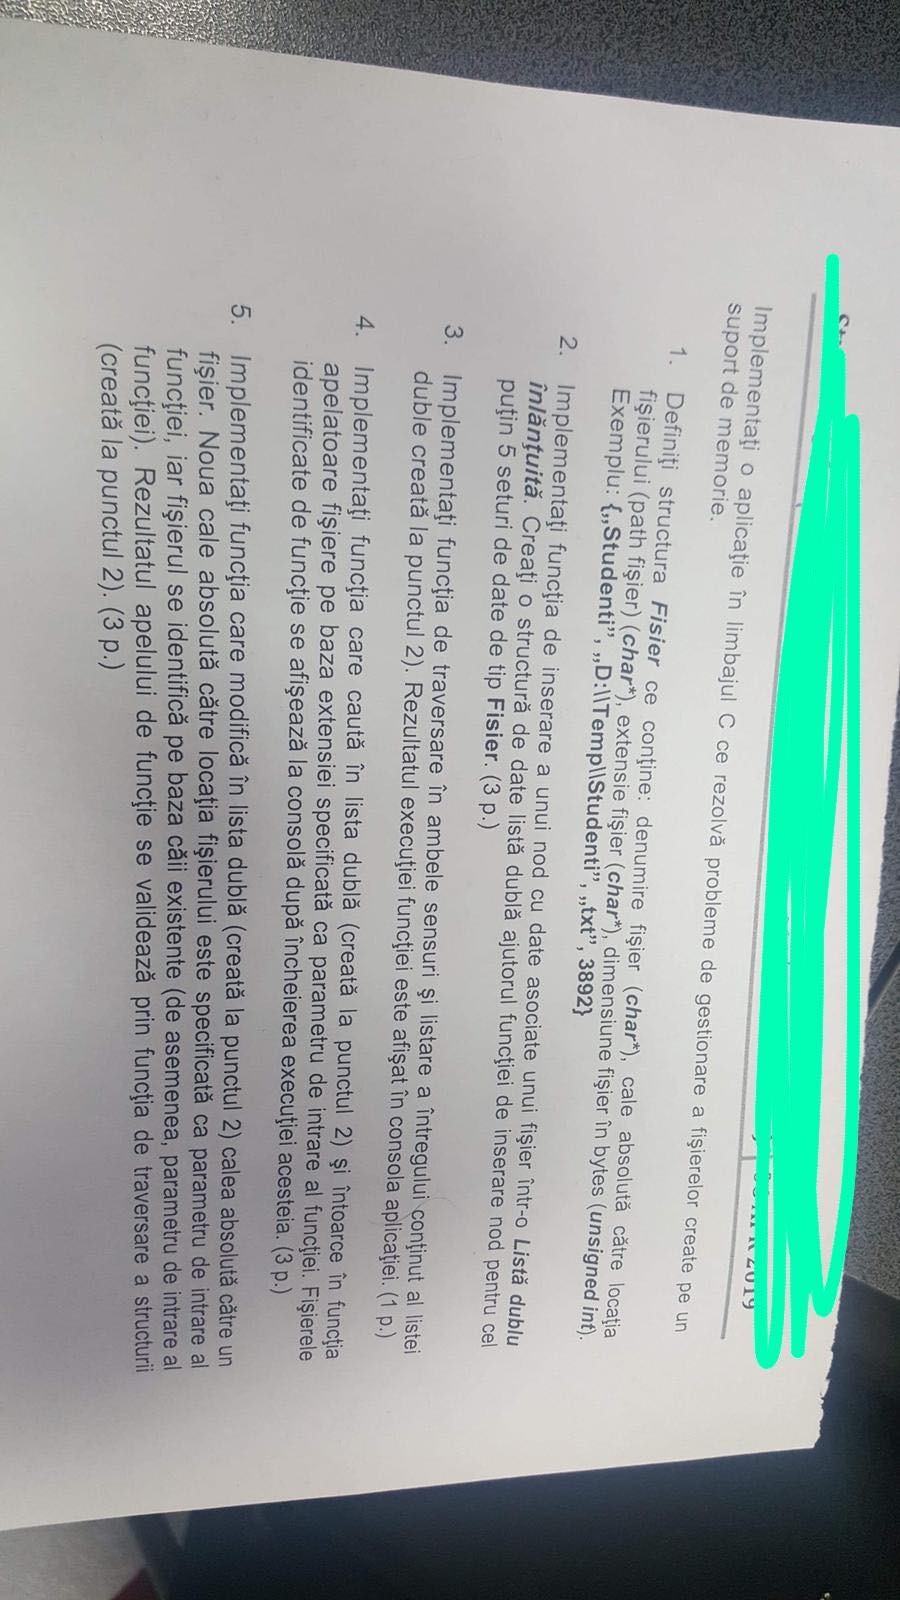 2019
Implementaţi o aplicaţie în limbajul C ce rezolvă probleme de gestionare a fişierelor create pe un
suport de memorie.
1. Definiţi structura Fisier ce conţine: denumire fişier (char*), cale absolută către locaţia
fişierului (path fişier) (char*), extensie fişier (char*), dimensiune fişier în bytes (unsigned int).
Exemplu: {„Studenti”, „D:\\Temp\\Studenti”, „txt”, 3892}
2. Implementaţi funcţia de inserare a unui nod cu date asociate unui fişier într-o Listă dublu
înlănţuită. Creaţi o structură de date listă dublă ajutorul funcţiei de inserare nod pentru cel
puţin 5 seturi de date de tip Fisier. (3 p.)
3. Implementaţi funcţia de traversare în ambele sensuri şi listare a întregului conţinut al listei
duble creată la punctul 2). Rezultatul execuţiei funcţiei este afişat în consola aplicaţiei. (1 p.)
4. Implementaţi funcţia care caută în lista dublă (creată la punctul 2) şi întoarce în funcţia
apelatoare fişiere pe baza extensiei specificată ca parametru de intrare al funcţiei. Fişierele
identificate de funcţie se afişează la consolă după încheierea execuţiei acesteia. (3 p.)
5. Implementaţi funcţia care modifică în lista dublă (creată la punctul 2) calea absolută către un
fişier. Noua cale absolută către locaţia fişierului este specificată ca parametru de intrare al
funcţiei, iar fişierul se identifică pe baza căii existente (de asemenea, parametru de intrare al
funcţiei). Rezultatul apelului de funcţie se validează prin funcţia de traversare a structurii
(creată la punctul 2). (3 p.)